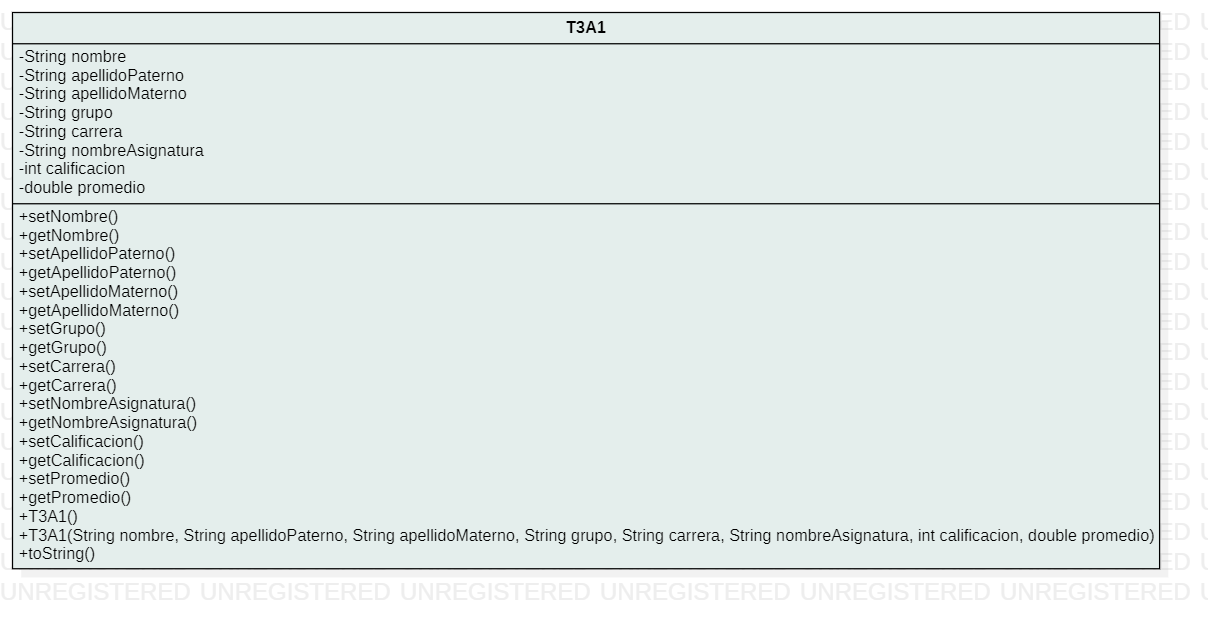 T3A1
-String nombre
-String apellidoPaterno
-String apellidoMaterno
-String grupo
-String carrera
-String nombreAsignatura
-int calificacion
-double promedio
+setNombre()
+getNombre()
+setApellidoPaterno()
+getApellidoPaterno()
+setApellidoMaterno()
+getApellidoMaterno()
+setGrupo()
+getGrupo()
+setCarrera()
+getCarrera()
+setNombreAsignatura()
+getNombreAsignatura()
+setCalificacion()
+getCalificacion()
+setPromedio()
+getPromedio()
+T3A1()
+T3A1(String nombre, String apellidoPaterno, String apellidoMaterno, String grupo, String carrera, String nombreAsignatura, int calificacion, double promedio)
+toString()
UNREGISTERED UNREGISTERED UNREGISTERED UNREGISTERED UNREGISTERED UNREGISTERED